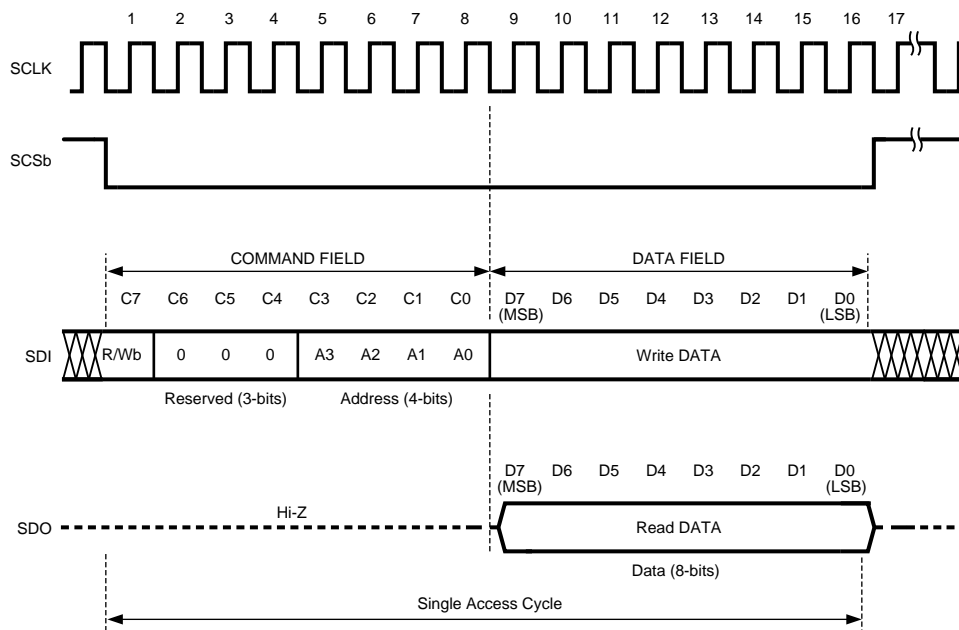 1 2 3 4 5 6 7 8 9 10 11 12 13 14 15 16 17
SCLK
SCSb
COMMAND FIELD DATA FIELD
C7 C6 C5 C4 C3 C2 C1 C0 D7 D6 D5 D4 D3 D2 D1 D0
(MSB) (LSB)
SDI R/Wb 0 0 0 A3 A2 A1 A0 Write DATA
Reserved (3-bits) Address (4-bits)
D7 D6 D5 D4 D3 D2 D1 D0
(MSB) (LSB)
Hi-Z
SDO Read DATA
Data (8-bits)
Single Access Cycle